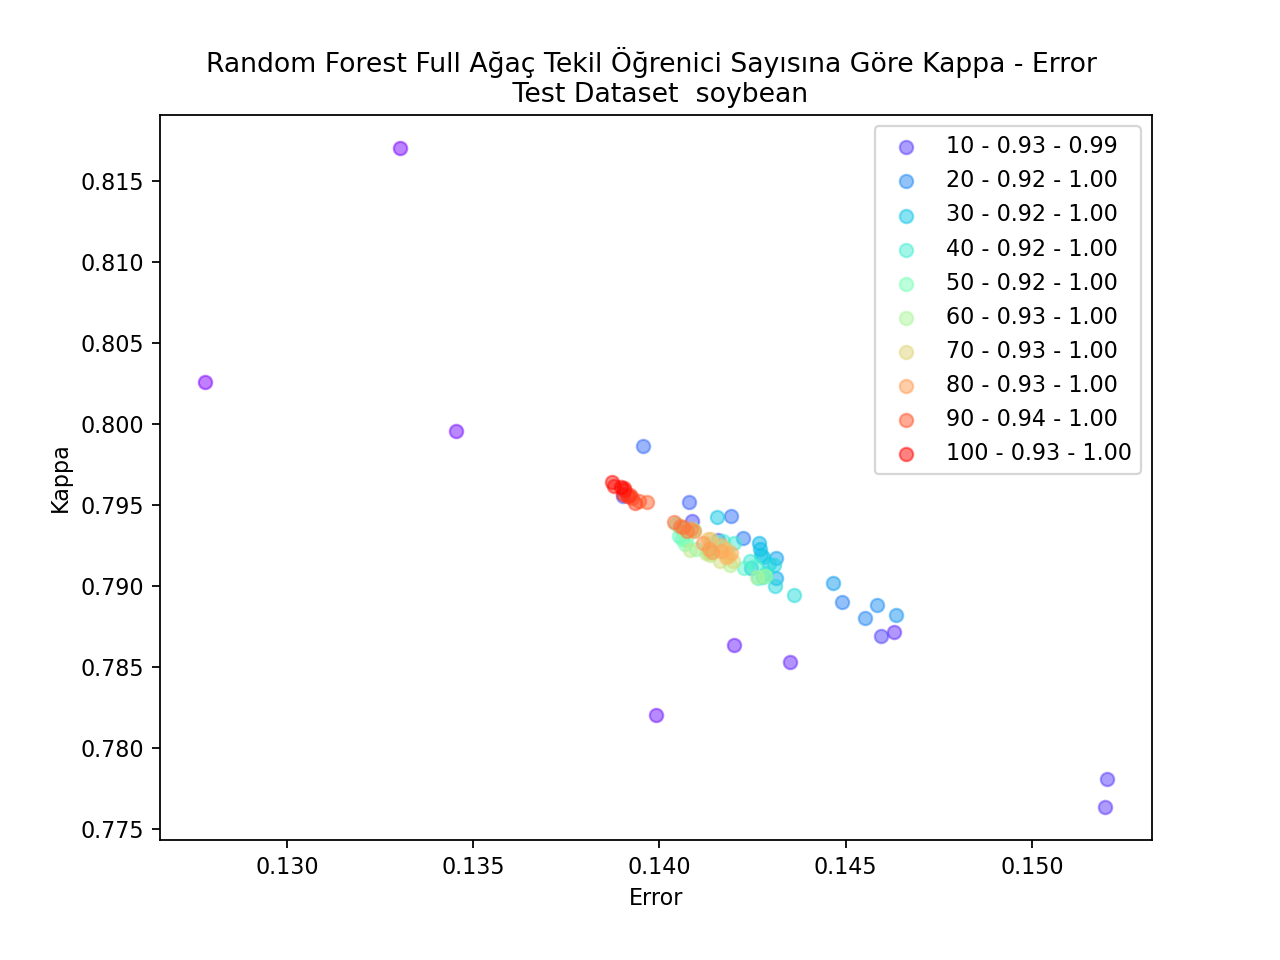 Random Forest Full Ağaç Tekil Öğrenici Sayısına Göre Kappa - Error
Test Dataset  soybean
10 - 0.93 - 0.99
20 - 0.92 - 1.00
30 - 0.92 - 1.00
40 - 0.92 - 1.00
50 - 0.92 - 1.00
60 - 0.93 - 1.00
70 - 0.93 - 1.00
80 - 0.93 - 1.00
90 - 0.94 - 1.00
100 - 0.93 - 1.00
Kappa
0.815
0.810
0.805
0.800
0.795
0.790
0.785
0.780
0.775
0.130
0.135
0.140
0.145
0.150
Error